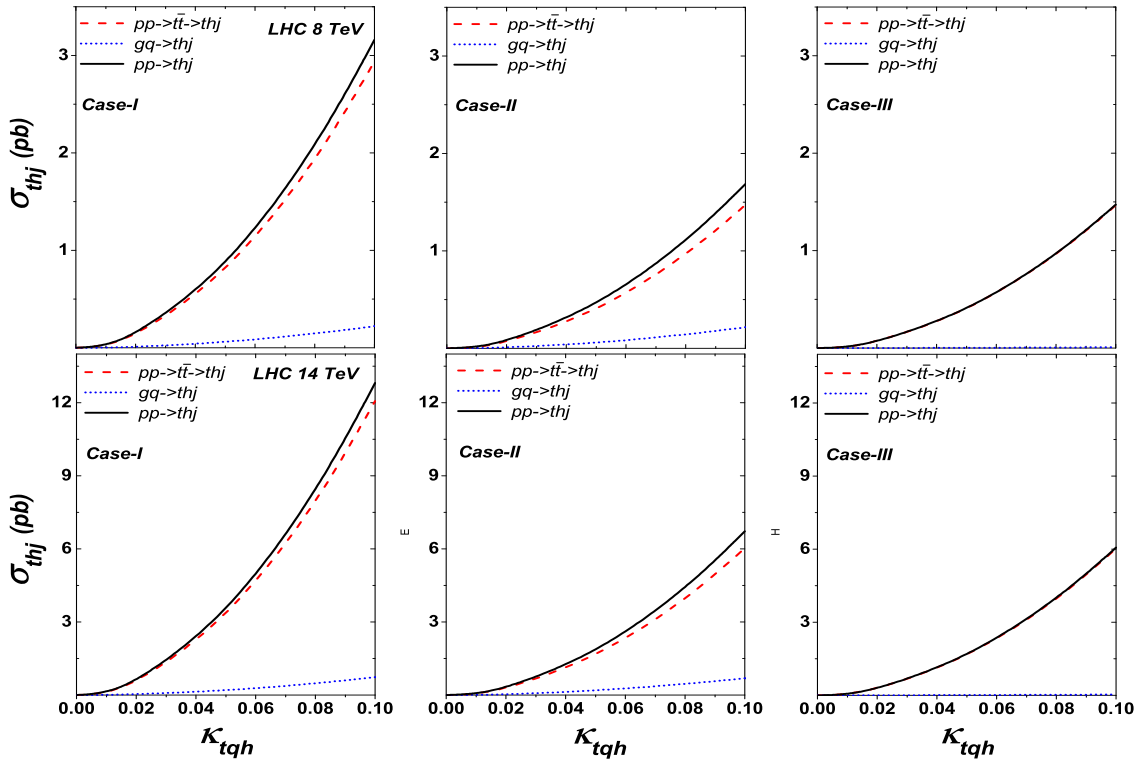 pp->tt̄->thj
gq->thj
pp->thj
LHC 8 TeV
Case-I
pp->tt̄->thj
gq->thj
pp->thj
Case-II
pp->tt̄->thj
gq->thj
pp->thj
Case-III
σthj (pb)
3
2
1
3
2
1
3
2
1
pp->tt̄->thj
gq->thj
pp->thj
LHC 14 TeV
Case-I
pp->tt̄->thj
gq->thj
pp->thj
Case-II
pp->tt̄->thj
gq->thj
pp->thj
Case-III
σthj (pb)
12
9
6
3
E
12
9
6
3
H
12
9
6
3
0.00 0.02 0.04 0.06 0.08 0.10
0.00 0.02 0.04 0.06 0.08 0.10
0.00 0.02 0.04 0.06 0.08 0.10
κtqh
κtqh
κtqh